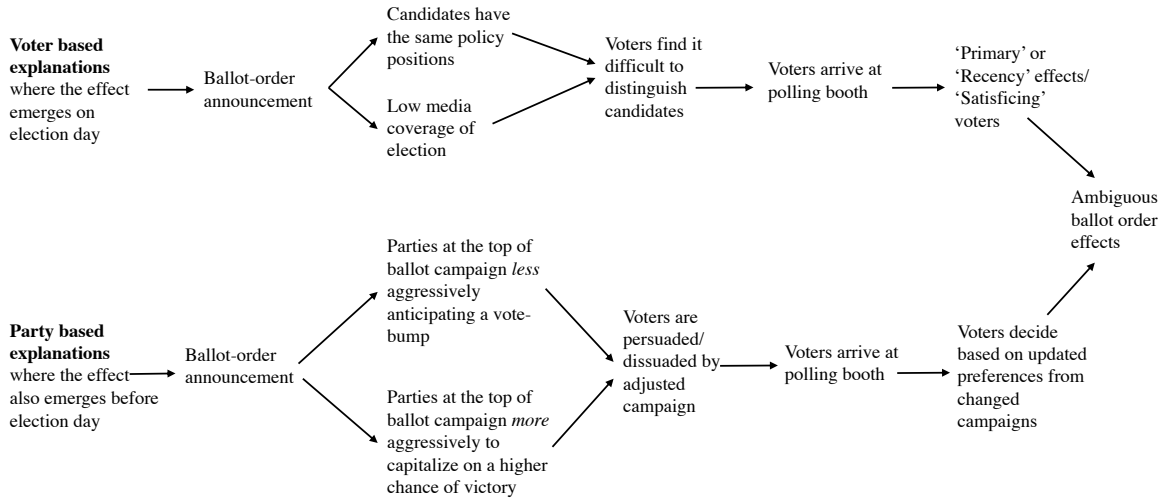 Voter based
explanations
where the effect
emerges on
election day
Ballot-order
announcement
Candidates have
the same policy
positions
Low media
coverage of
election
Voters find it
difficult to
distinguish
candidates
Voters arrive at
polling booth
‘Primary’ or
‘Recency’ effects/
‘Satisficing’
voters
Ambiguous
ballot order
effects
Party based
explanations
where the effect
also emerges before
election day
Ballot-order
announcement
Parties at the top of
ballot campaign less
aggressively
anticipating a vote-
bump
Parties at the top of
ballot campaign more
aggressively to
capitalize on a higher
chance of victory
Voters are
persuaded/
dissuaded by
adjusted
campaign
Voters arrive at
polling booth
Voters decide
based on updated
preferences from
changed
campaigns